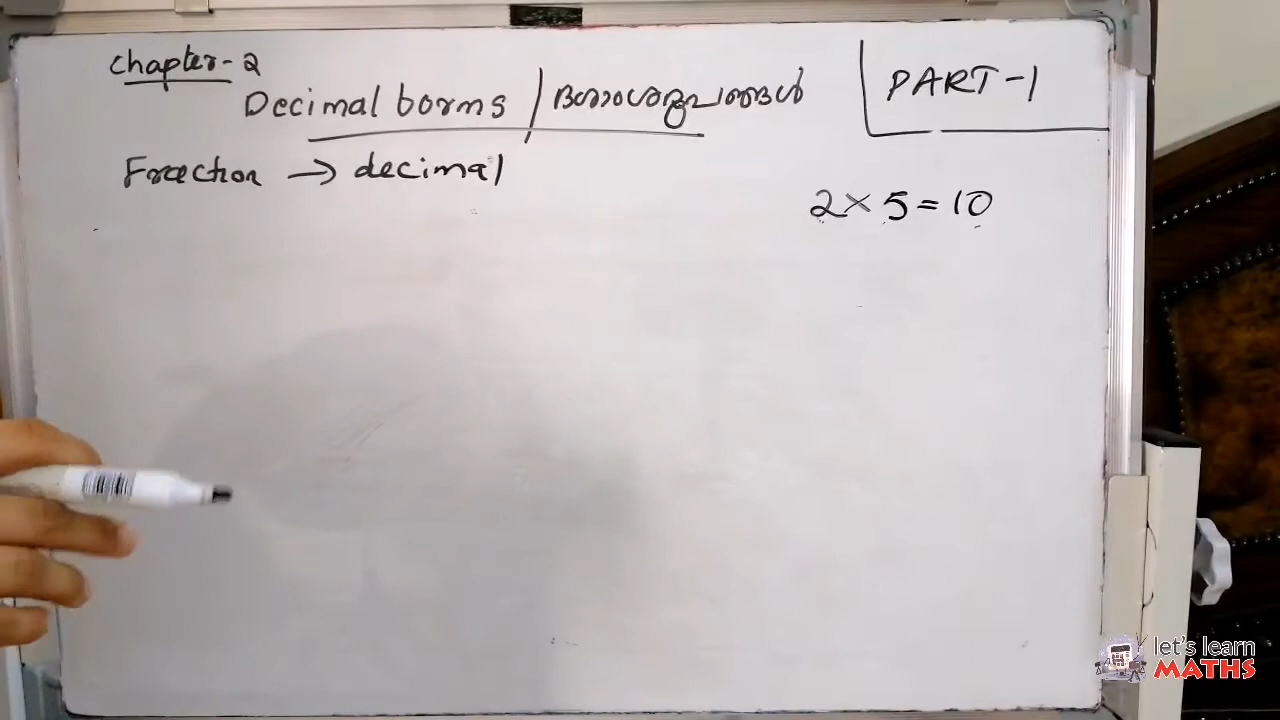 Chapter-2
Decimal forms / ദശാംശരൂപങ്ങൾ
PART-1
Fraction → decimal
2 × 5 = 10
let's learn
MATHS